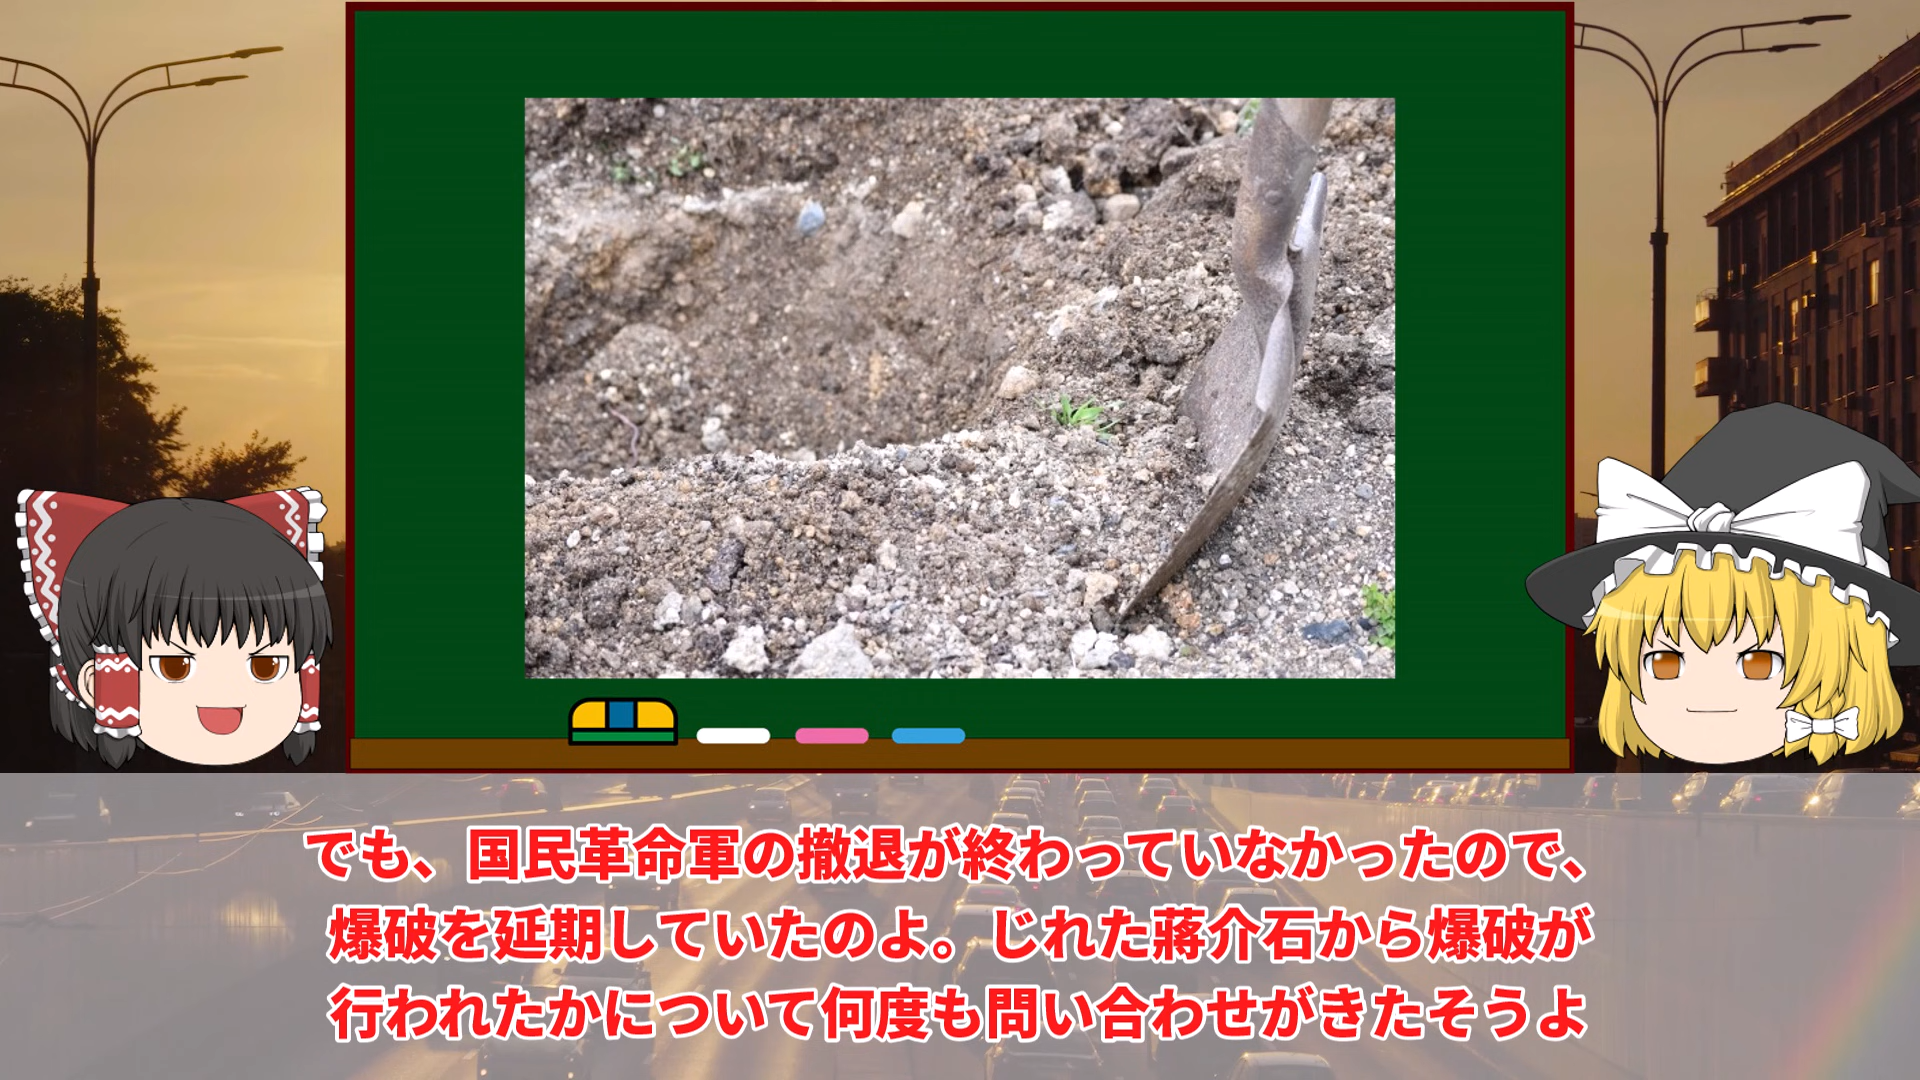 でも、国民革命軍の撤退が終わっていなかったので、
爆破を延期していたのよ。じれた蔣介石から爆破が
行われたかについて何度も問い合わせがきたそうよ